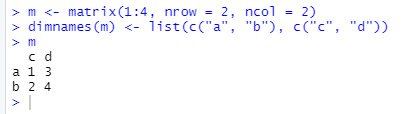 > m <- matrix(1:4, nrow = 2, ncol = 2)
> dimnames(m) <- list(c("a", "b"), c("c", "d"))
> m
  c d
a 1 3
b 2 4
>